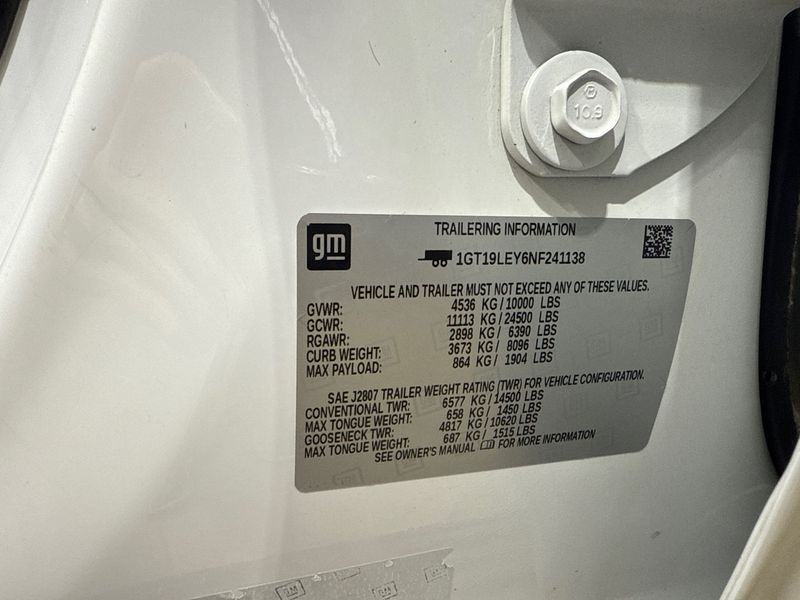 10.9
gm
TRAILERING INFORMATION
1GT19LEY6NF241138
VEHICLE AND TRAILER MUST NOT EXCEED ANY OF THESE VALUES.
GVWR: 4536 KG / 10000 LBS
GCWR: 11113 KG / 24500 LBS
RGAWR: 2898 KG / 6390 LBS
CURB WEIGHT: 3673 KG / 8096 LBS
MAX PAYLOAD: 864 KG / 1904 LBS
SAE J2807 TRAILER WEIGHT RATING (TWR) FOR VEHICLE CONFIGURATION.
CONVENTIONAL TWR: 6577 KG / 14500 LBS
MAX TONGUE WEIGHT: 658 KG / 1450 LBS
GOOSENECK TWR: 4817 KG / 10620 LBS
MAX TONGUE WEIGHT: 687 KG / 1515 LBS
SEE OWNER'S MANUAL FOR MORE INFORMATION
GM GM GM